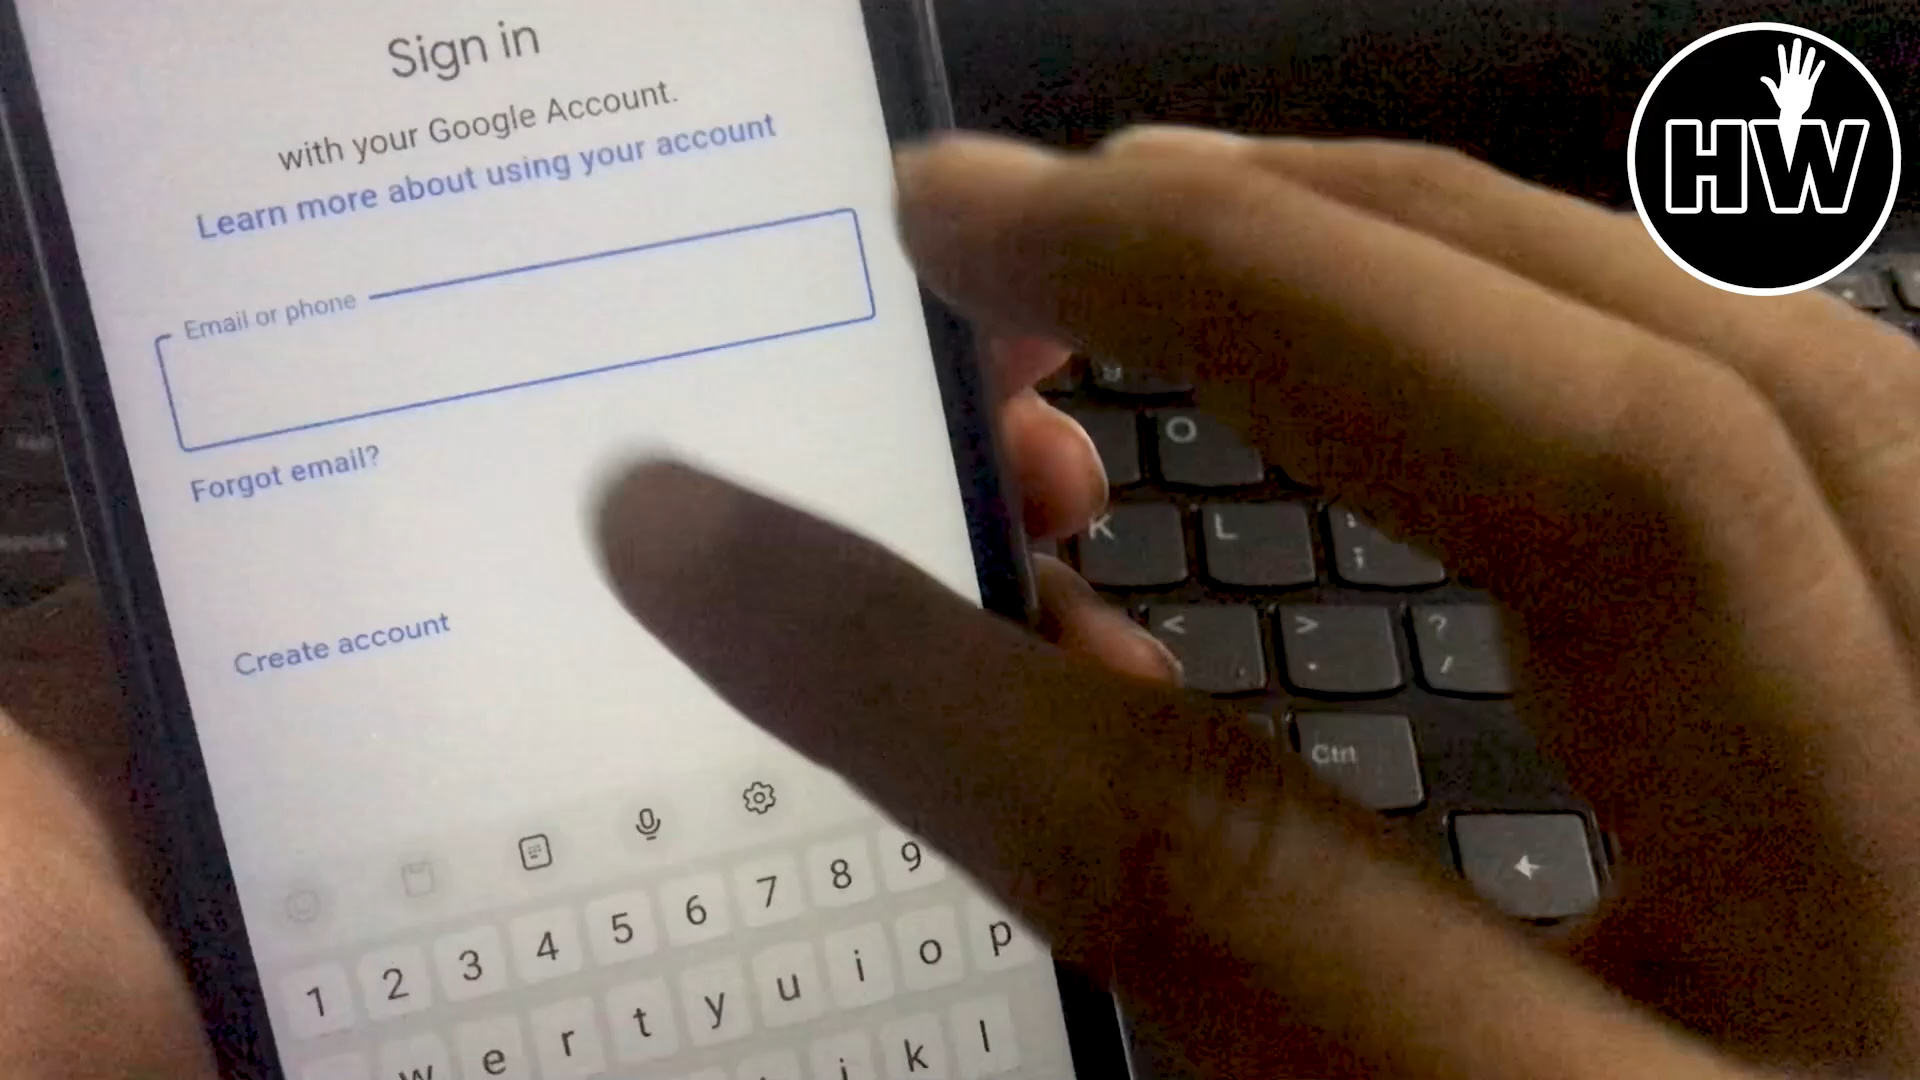 Sign in
with your Google Account.
Learn more about using your account
Email or phone
Forgot email?
Create account
1 2 3 4 5 6 7 8 9
w e r t y u i o p
k l
HW
O
K L ; :
< ,
> .
? /
Ctrl